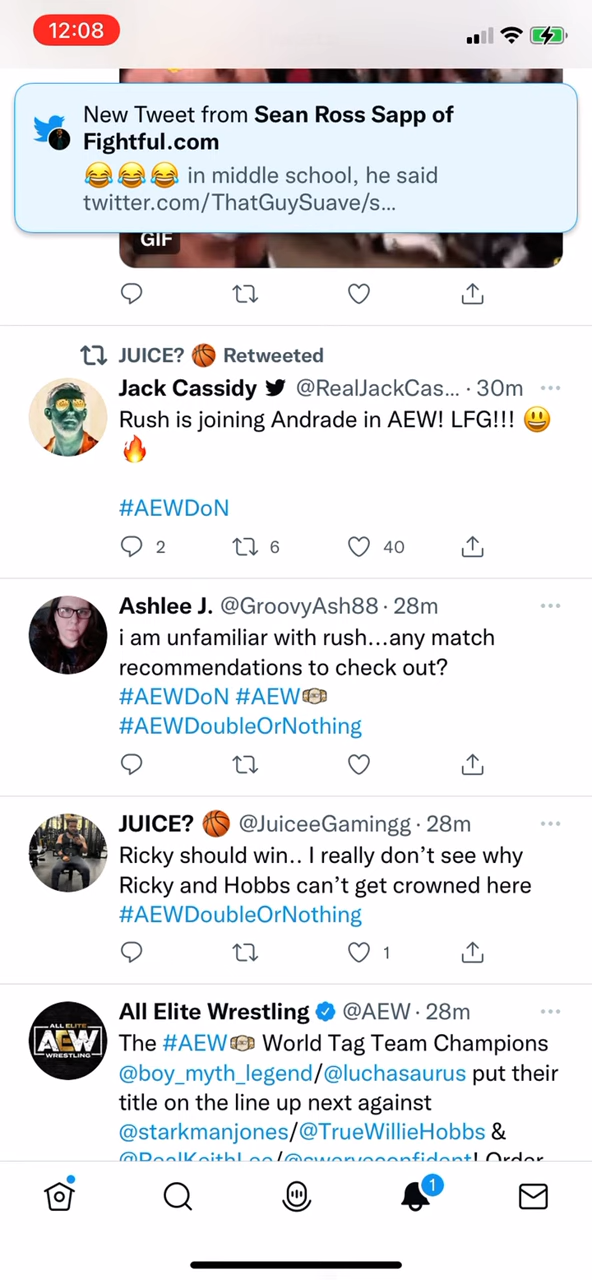 12:08
New Tweet from Sean Ross Sapp of
Fightful.com
😂😂😂 in middle school, he said
twitter.com/ThatGuySuave/s...
GIF
JUICE? 🏀 Retweeted
Jack Cassidy @RealJackCas... · 30m
Rush is joining Andrade in AEW! LFG!!! 😃
🔥
#AEWDoN
2 6 40
Ashlee J. @GroovyAsh88 · 28m
i am unfamiliar with rush...any match
recommendations to check out?
#AEWDoN #AEW
#AEWDoubleOrNothing
JUICE? 🏀 @JuiceeGamingg · 28m
Ricky should win.. I really don't see why
Ricky and Hobbs can't get crowned here
#AEWDoubleOrNothing
1
ALL ELITE
AEW
WRESTLING
All Elite Wrestling @AEW · 28m
The #AEW World Tag Team Champions
@boy_myth_legend/@luchasaurus put their
title on the line up next against
@starkmanjones/@TrueWillieHobbs &
@RealKeithLee/@swerveconfident! Order
1